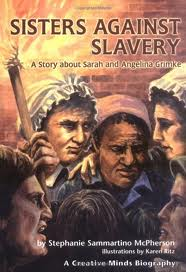 SISTERS AGAINST
SLAVERY
A Story about Sarah and Angelina Grimke
by Stephanie Sammartino McPherson
illustrations by Karen Ritz
A Creative Minds Biography